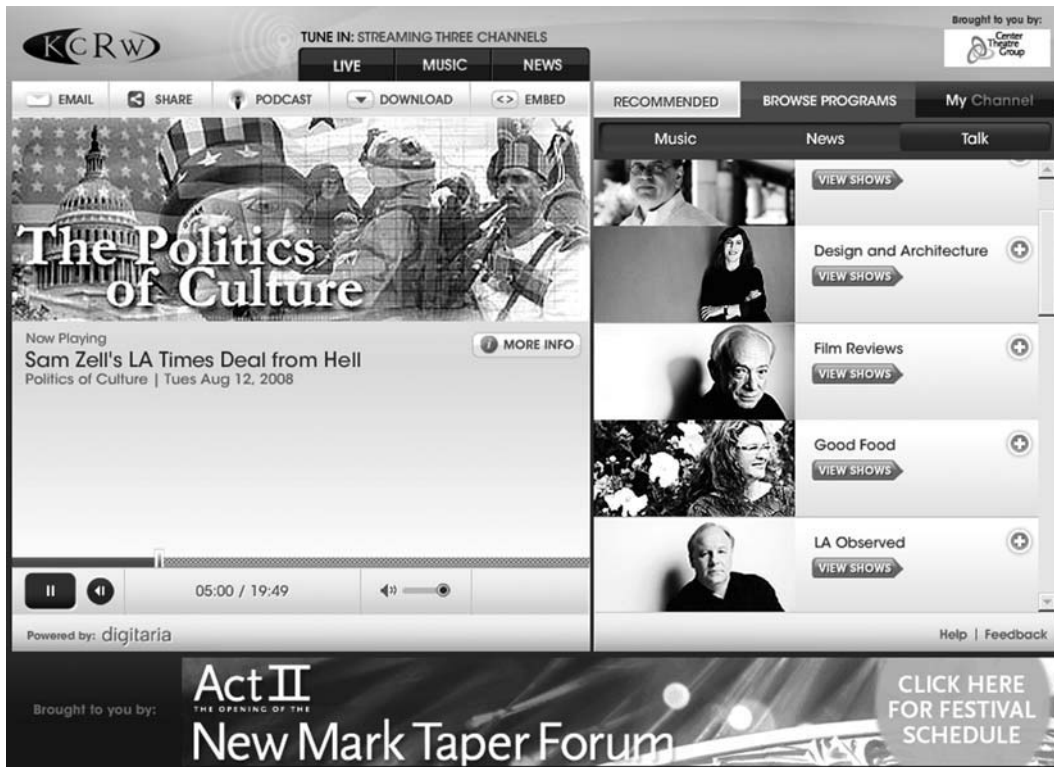 KCRW
TUNE IN: STREAMING THREE CHANNELS
LIVE MUSIC NEWS
Brought to you by:
Center
Theatre
Group
EMAIL SHARE PODCAST DOWNLOAD <> EMBED
RECOMMENDED BROWSE PROGRAMS My Channel
Music News Talk
The Politics
of Culture
Now Playing
Sam Zell's LA Times Deal from Hell
Politics of Culture | Tues Aug 12, 2008
MORE INFO
VIEW SHOWS
Design and Architecture
VIEW SHOWS
Film Reviews
VIEW SHOWS
Good Food
VIEW SHOWS
LA Observed
VIEW SHOWS
05:00 / 19:49
Powered by: digitaria
Help | Feedback
Brought to you by:
Act II
THE OPENING OF THE
New Mark Taper Forum
CLICK HERE
FOR FESTIVAL
SCHEDULE